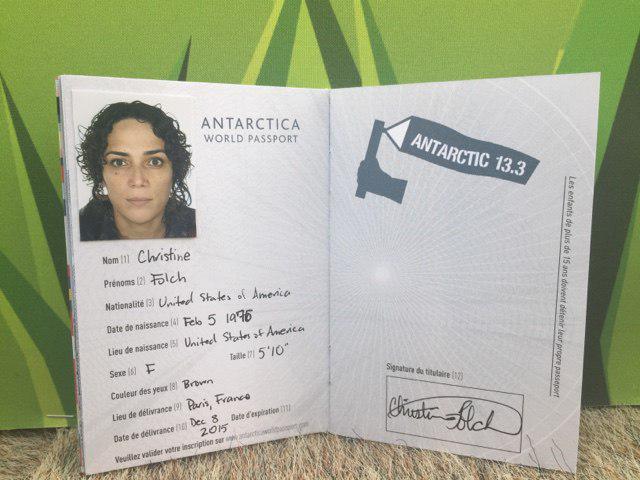 ANTARCTICA
WORLD PASSPORT
Nom (1) Christine
Prénoms (2) Folch
Nationalité (3) United States of America
Date de naissance (4) Feb 5 1976
Lieu de naissance (5) United States of America
Sexe (6) F Taille (7) 5'10"
Couleur des yeux (8) Brown
Lieu de délivrance (9) Paris, France
Date de délivrance (10) Dec 8 2015 Date d'expiration (11)
Veuillez valider votre inscription sur www.antarcticaworldpassport.com
ANTARCTIC 13.3
Les enfants de plus de 15 ans doivent détenir leur propre passeport
Signature du titulaire (12)
Christine Folch